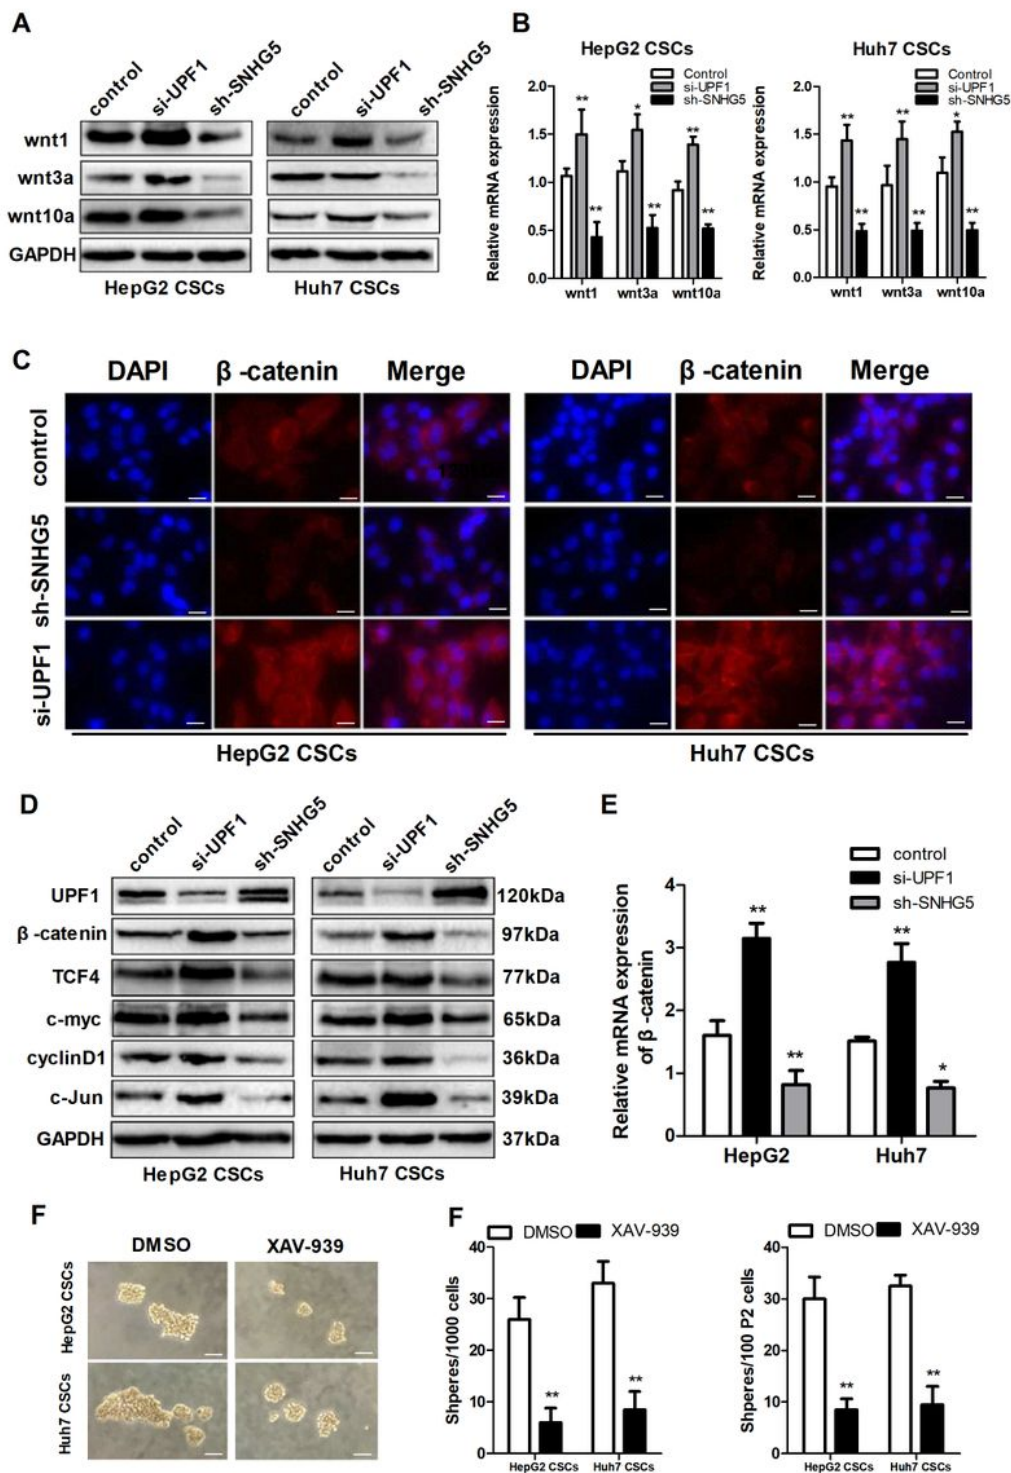 A
control si-UPF1 sh-SNHG5 control si-UPF1 sh-SNHG5
wnt1
wnt3a
wnt10a
GAPDH
HepG2 CSCs Huh7 CSCs
B
HepG2 CSCs
Control
si-UPF1
sh-SNHG5
Relative mRNA expression
2.0
1.5
1.0
0.5
0.0
** * **
** ** **
wnt1 wnt3a wnt10a
Huh7 CSCs
Control
si-UPF1
sh-SNHG5
Relative mRNA expression
2.0
1.5
1.0
0.5
0.0
** ** *
** ** **
wnt1 wnt3a wnt10a
C
DAPI β -catenin Merge DAPI β -catenin Merge
control
sh-SNHG5
si-UPF1
HepG2 CSCs Huh7 CSCs
D
control si-UPF1 sh-SNHG5 control si-UPF1 sh-SNHG5
UPF1 120kDa
β -catenin 97kDa
TCF4 77kDa
c-myc 65kDa
cyclinD1 36kDa
c-Jun 39kDa
GAPDH 37kDa
HepG2 CSCs Huh7 CSCs
E
control
si-UPF1
sh-SNHG5
Relative mRNA expression
of β -catenin
4
3
2
1
0
** **
** *
HepG2 Huh7
F
DMSO XAV-939
HepG2 CSCs
Huh7 CSCs
F
DMSO XAV-939
Shperes/1000 cells
40
30
20
10
0
** **
HepG2 CSCs Huh7 CSCs
DMSO XAV-939
Shperes/100 P2 cells
40
30
20
10
0
** **
HepG2 CSCs Huh7 CSCs